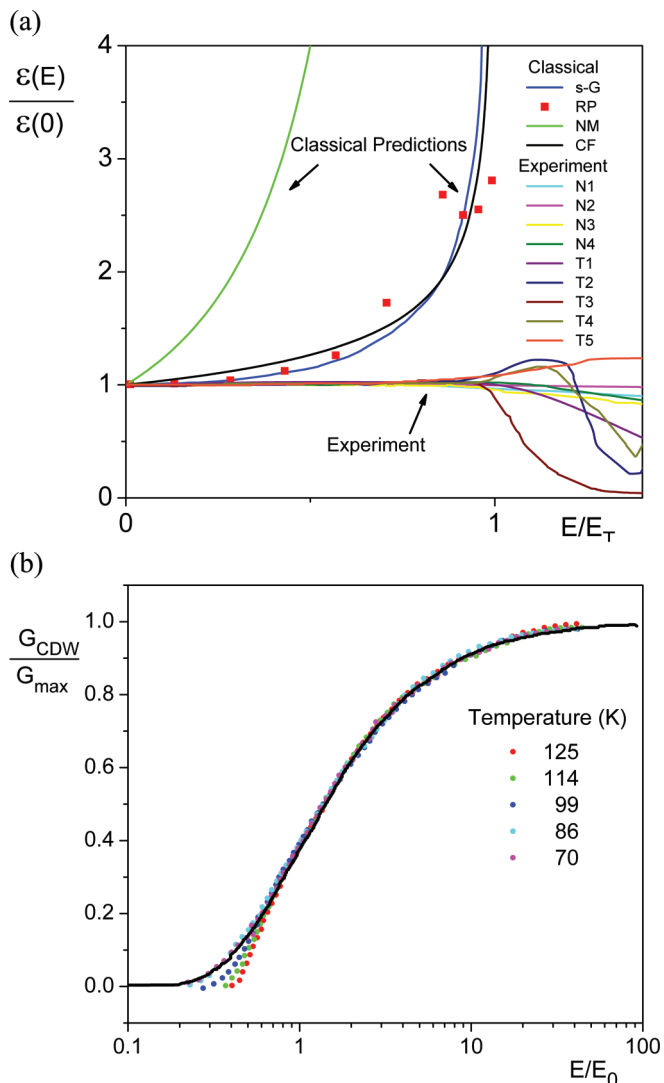 (a)
4
3
2
1
0
ε(E)
ε(0)
Classical Predictions
Experiment
Classical
s-G
RP
NM
CF
Experiment
N1
N2
N3
N4
T1
T2
T3
T4
T5
0
1
E/E_T
(b)
G_CDW
G_max
1.0
0.8
0.6
0.4
0.2
0.0
Temperature (K)
125
114
99
86
70
0.1
1
10
100
E/E_0